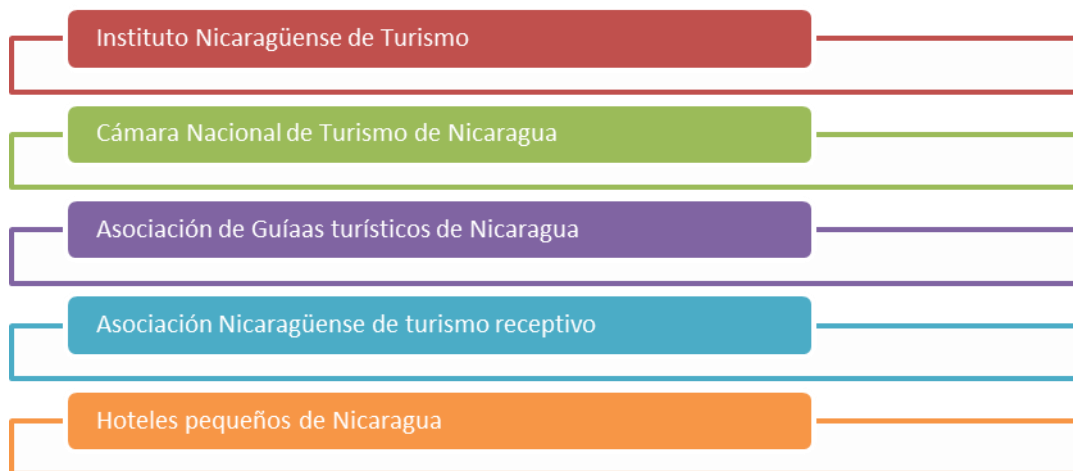 Instituto Nicaragüense de Turismo
Cámara Nacional de Turismo de Nicaragua
Asociación de Guíaas turísticos de Nicaragua
Asociación Nicaragüense de turismo receptivo
Hoteles pequeños de Nicaragua